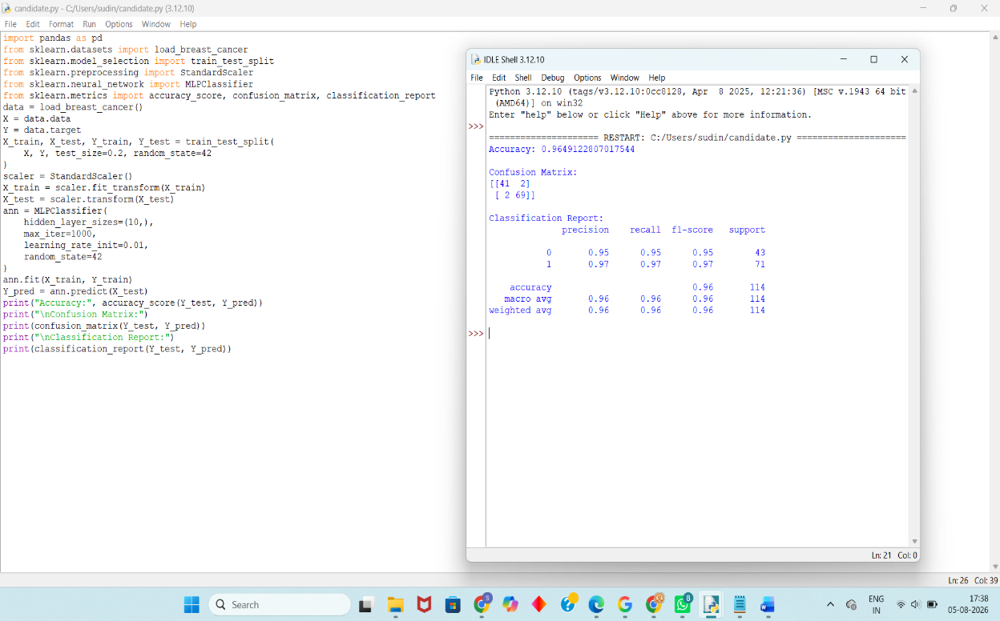 candidate.py - C:/Users/sudin/candidate.py (3.12.10)
File Edit Format Run Options Window Help
import pandas as pd
from sklearn.datasets import load_breast_cancer
from sklearn.model_selection import train_test_split
from sklearn.preprocessing import StandardScaler
from sklearn.neural_network import MLPClassifier
from sklearn.metrics import accuracy_score, confusion_matrix, classification_report
data = load_breast_cancer()
X = data.data
Y = data.target
X_train, X_test, Y_train, Y_test = train_test_split(
    X, Y, test_size=0.2, random_state=42
)
scaler = StandardScaler()
X_train = scaler.fit_transform(X_train)
X_test = scaler.transform(X_test)
ann = MLPClassifier(
    hidden_layer_sizes=(10,),
    max_iter=1000,
    learning_rate_init=0.01,
    random_state=42
)
ann.fit(X_train, Y_train)
Y_pred = ann.predict(X_test)
print("Accuracy:", accuracy_score(Y_test, Y_pred))
print("\nConfusion Matrix:")
print(confusion_matrix(Y_test, Y_pred))
print("\nClassification Report:")
print(classification_report(Y_test, Y_pred))
IDLE Shell 3.12.10
File Edit Shell Debug Options Window Help
Python 3.12.10 (tags/v3.12.10:0cc8128, Apr  8 2025, 12:21:36) [MSC v.1943 64 bit
 (AMD64)] on win32
Enter "help" below or click "Help" above for more information.
>>>
===================== RESTART: C:/Users/sudin/candidate.py =====================
Accuracy: 0.9649122807017544
Confusion Matrix:
[[41  2]
 [ 2 69]]
Classification Report:
              precision    recall  f1-score   support
           0       0.95      0.95      0.95        43
           1       0.97      0.97      0.97        71
    accuracy                           0.96       114
   macro avg       0.96      0.96      0.96       114
weighted avg       0.96      0.96      0.96       114
>>>
Ln: 21 Col: 0
Ln: 26 Col: 39
Search
S
8
ENG
IN
17:38
05-08-2026